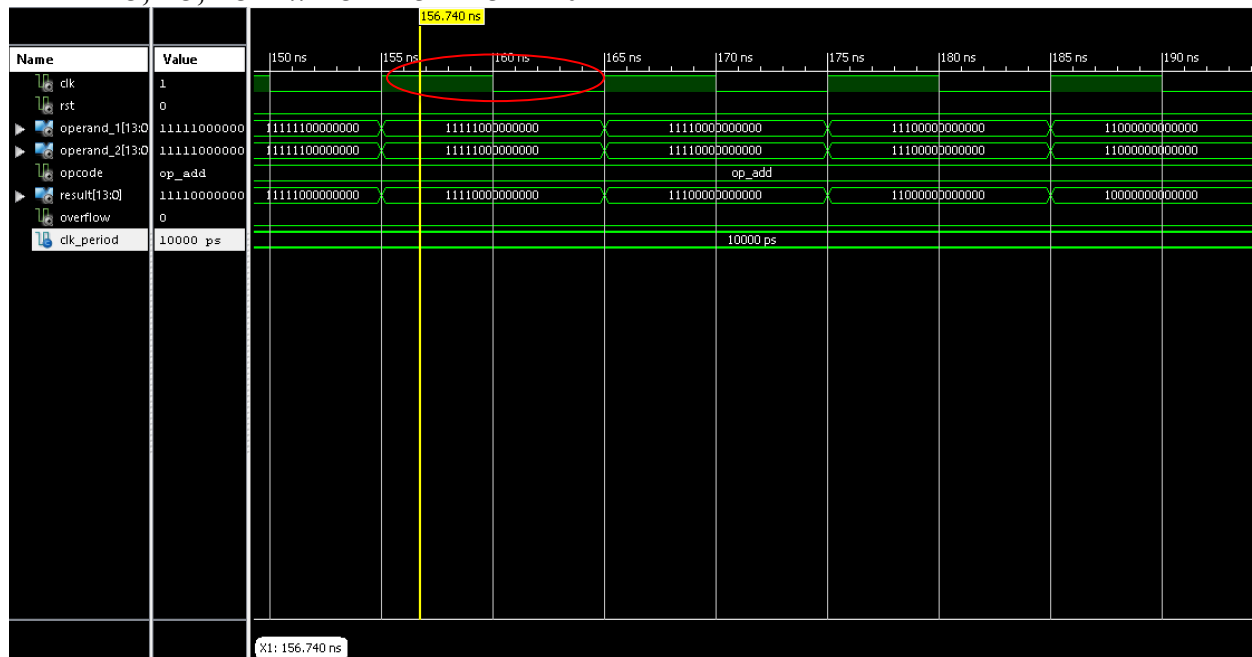 156.740 ns
Name Value 150 ns 155 ns 160 ns 165 ns 170 ns 175 ns 180 ns 185 ns 190 ns
clk 1
rst 0
operand_1[13:0 11111000000 11111100000000 11111000000000 11110000000000 11100000000000 11000000000000
operand_2[13:0 11111000000 11111100000000 11111000000000 11110000000000 11100000000000 11000000000000
opcode op_add op_add
result[13:0] 11110000000 11111000000000 11110000000000 11100000000000 11000000000000 10000000000000
overflow 0
clk_period 10000 ps 10000 ps
X1: 156.740 ns